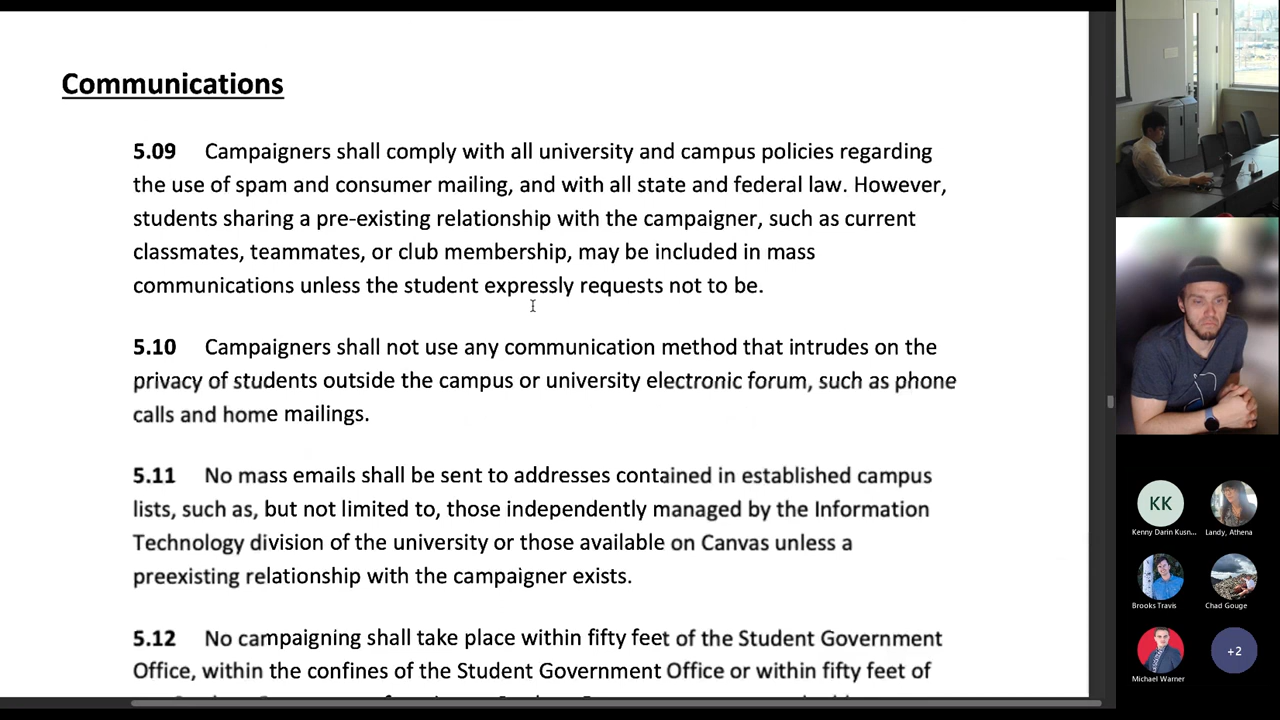 Communications
5.09 Campaigners shall comply with all university and campus policies regarding
the use of spam and consumer mailing, and with all state and federal law. However,
students sharing a pre-existing relationship with the campaigner, such as current
classmates, teammates, or club membership, may be included in mass
communications unless the student expressly requests not to be.
5.10 Campaigners shall not use any communication method that intrudes on the
privacy of students outside the campus or university electronic forum, such as phone
calls and home mailings.
5.11 No mass emails shall be sent to addresses contained in established campus
lists, such as, but not limited to, those independently managed by the Information
Technology division of the university or those available on Canvas unless a
preexisting relationship with the campaigner exists.
5.12 No campaigning shall take place within fifty feet of the Student Government
Office, within the confines of the Student Government Office or within fifty feet of
KK
Kenny Darin Kusn...
Landy, Athena
Brooks Travis
Chad Gouge
Michael Warner
+2